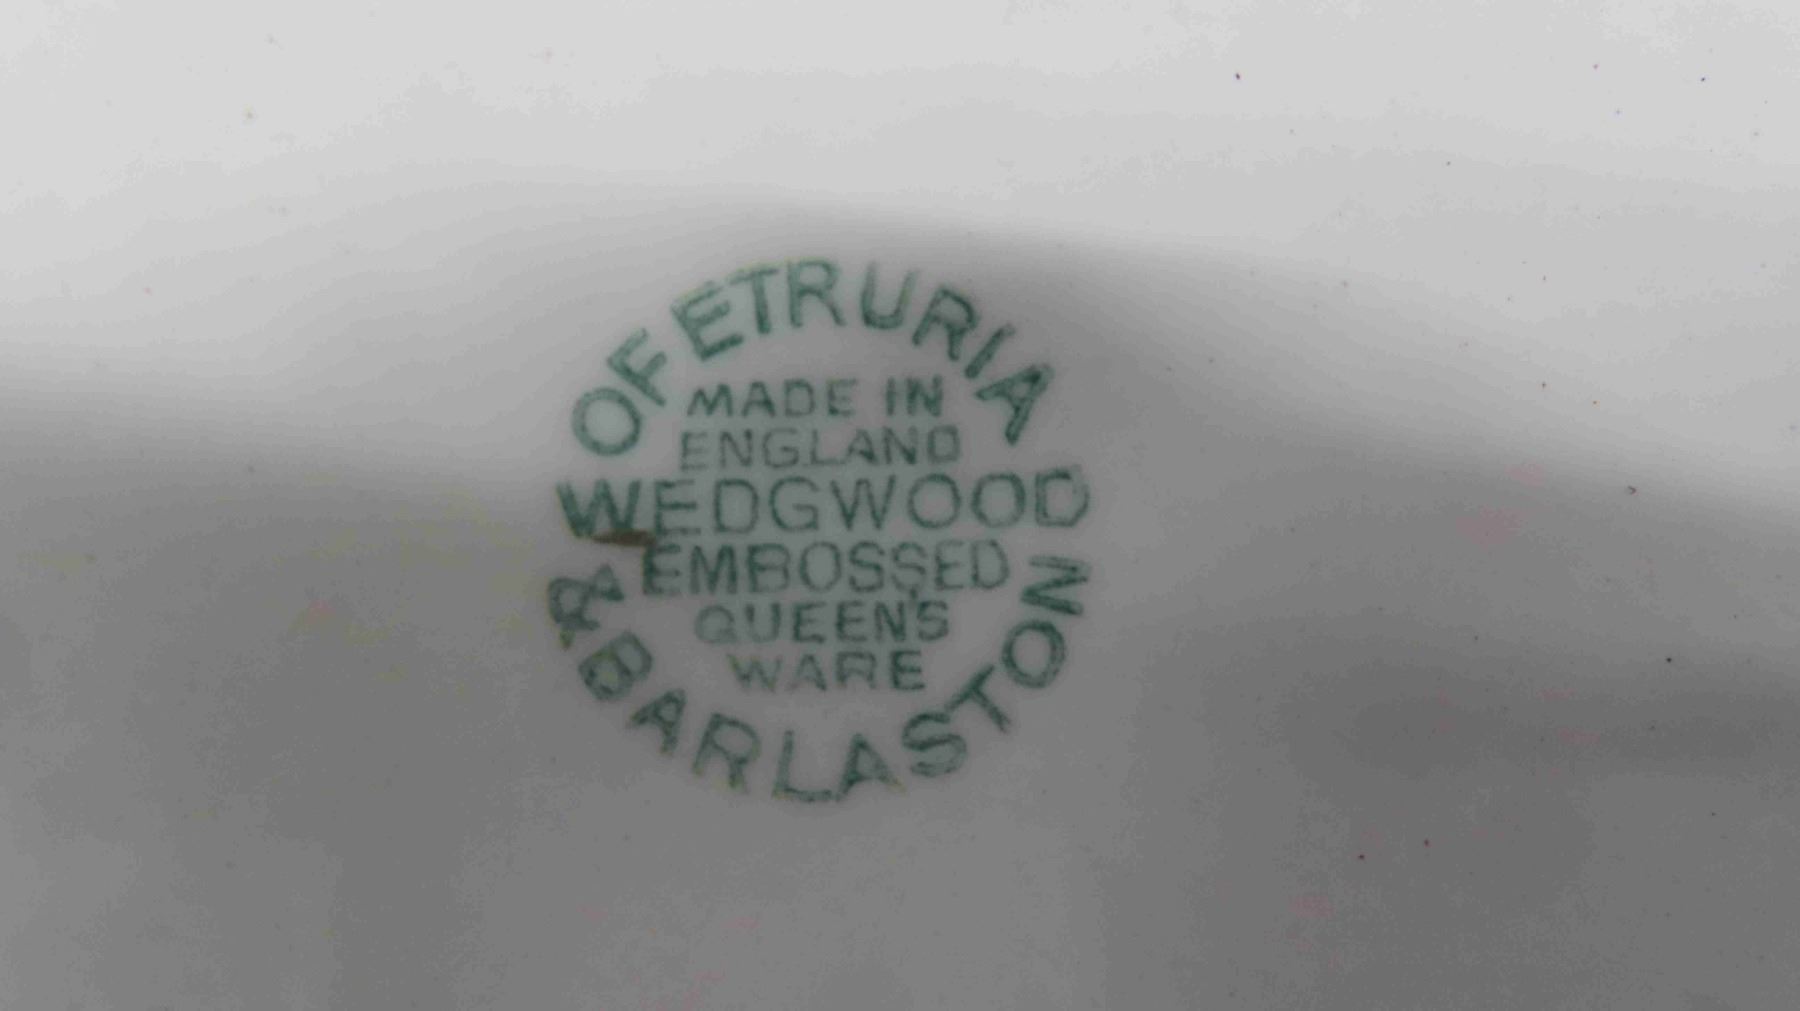 OF ETRURIA
MADE IN
ENGLAND
WEDGWOOD
EMBOSSED
QUEEN'S
WARE
& BARLASTON